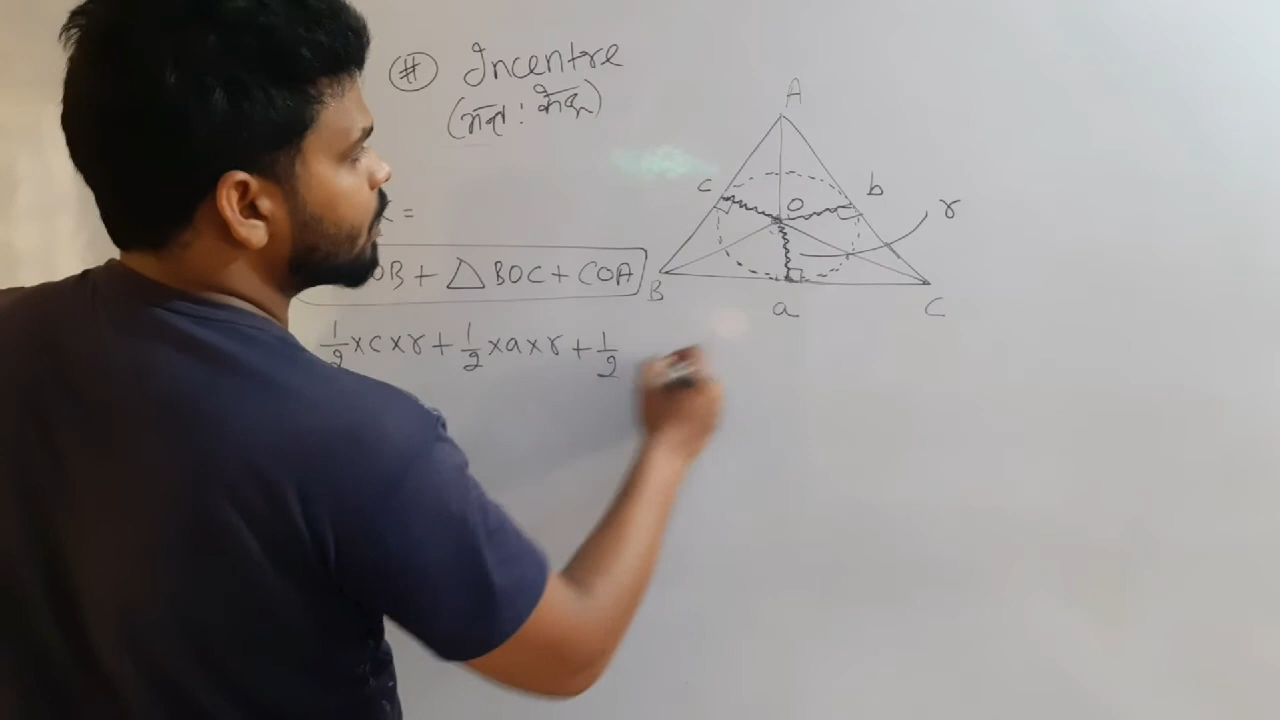 # Incentre
(अन्तः केन्द्र)
=
OB + △ BOC + COA
1/2 × c × r + 1/2 × a × r + 1/2
A
c
b
O
r
B
a
C